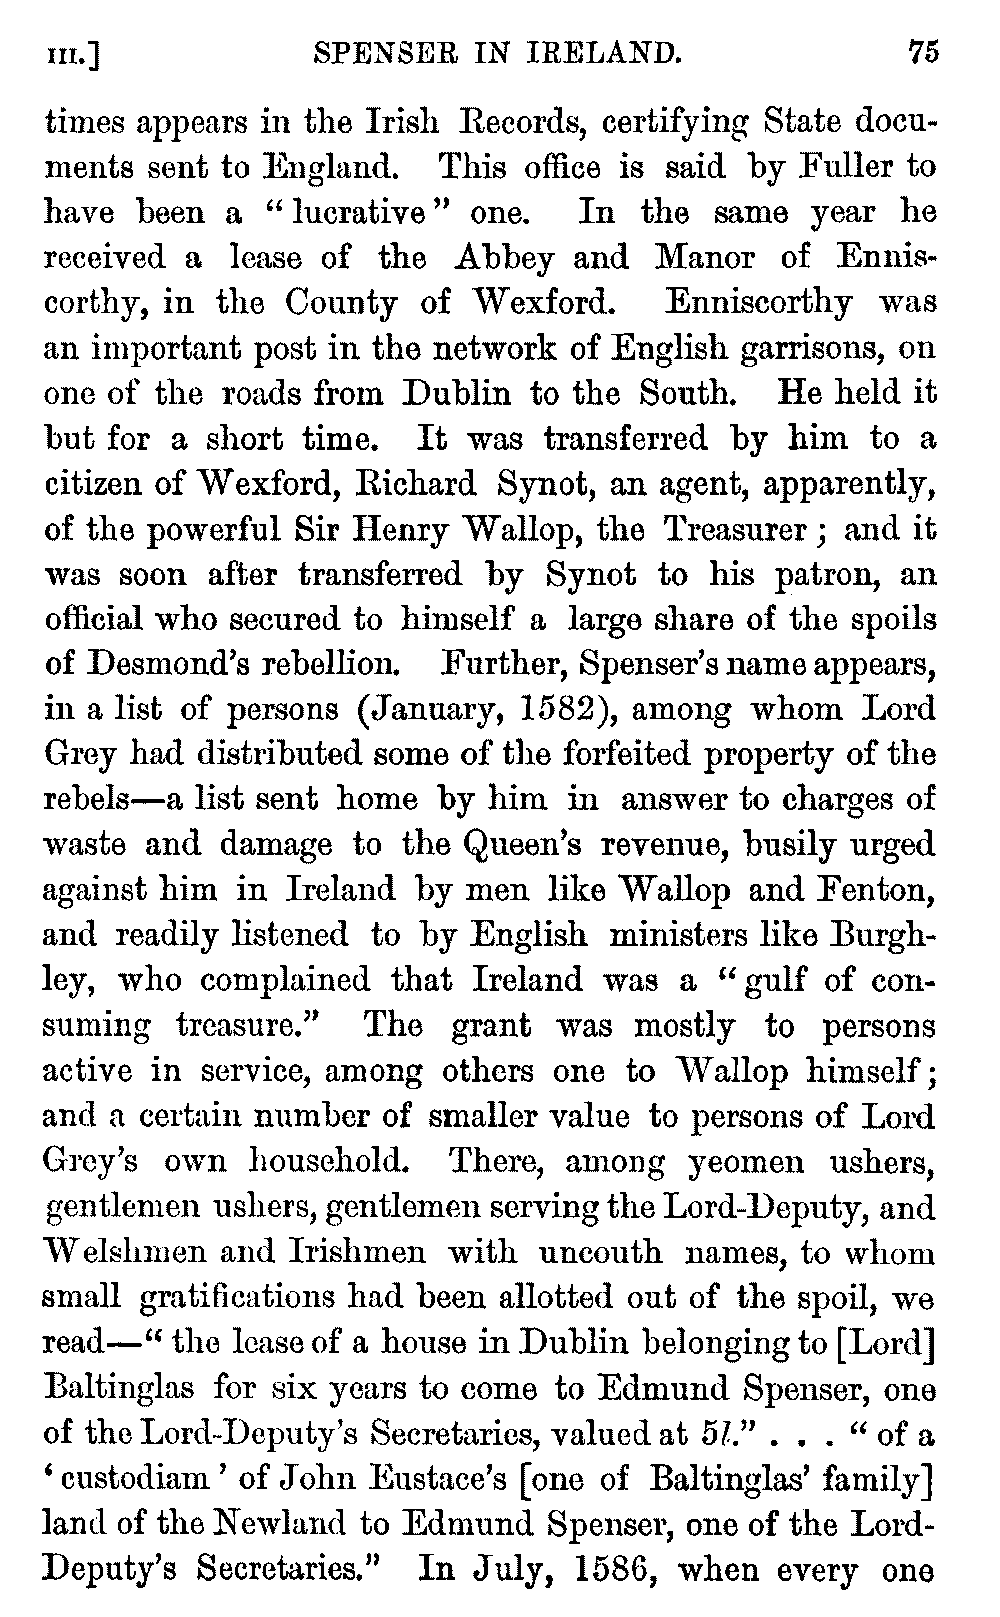 III.] SPENSER IN IRELAND. 75
times appears in the Irish Records, certifying State docu-
ments sent to England. This office is said by Fuller to
have been a “lucrative” one. In the same year he
received a lease of the Abbey and Manor of Ennis-
corthy, in the County of Wexford. Enniscorthy was
an important post in the network of English garrisons, on
one of the roads from Dublin to the South. He held it
but for a short time. It was transferred by him to a
citizen of Wexford, Richard Synot, an agent, apparently,
of the powerful Sir Henry Wallop, the Treasurer; and it
was soon after transferred by Synot to his patron, an
official who secured to himself a large share of the spoils
of Desmond’s rebellion. Further, Spenser’s name appears,
in a list of persons (January, 1582), among whom Lord
Grey had distributed some of the forfeited property of the
rebels—a list sent home by him in answer to charges of
waste and damage to the Queen’s revenue, busily urged
against him in Ireland by men like Wallop and Fenton,
and readily listened to by English ministers like Burgh-
ley, who complained that Ireland was a “gulf of con-
suming treasure.” The grant was mostly to persons
active in service, among others one to Wallop himself;
and a certain number of smaller value to persons of Lord
Grey’s own household. There, among yeomen ushers,
gentlemen ushers, gentlemen serving the Lord-Deputy, and
Welshmen and Irishmen with uncouth names, to whom
small gratifications had been allotted out of the spoil, we
read—“the lease of a house in Dublin belonging to [Lord]
Baltinglas for six years to come to Edmund Spenser, one
of the Lord-Deputy’s Secretaries, valued at 5l.” . . . “of a
‘custodiam’ of John Eustace’s [one of Baltinglas’ family]
land of the Newland to Edmund Spenser, one of the Lord-
Deputy’s Secretaries.” In July, 1586, when every one